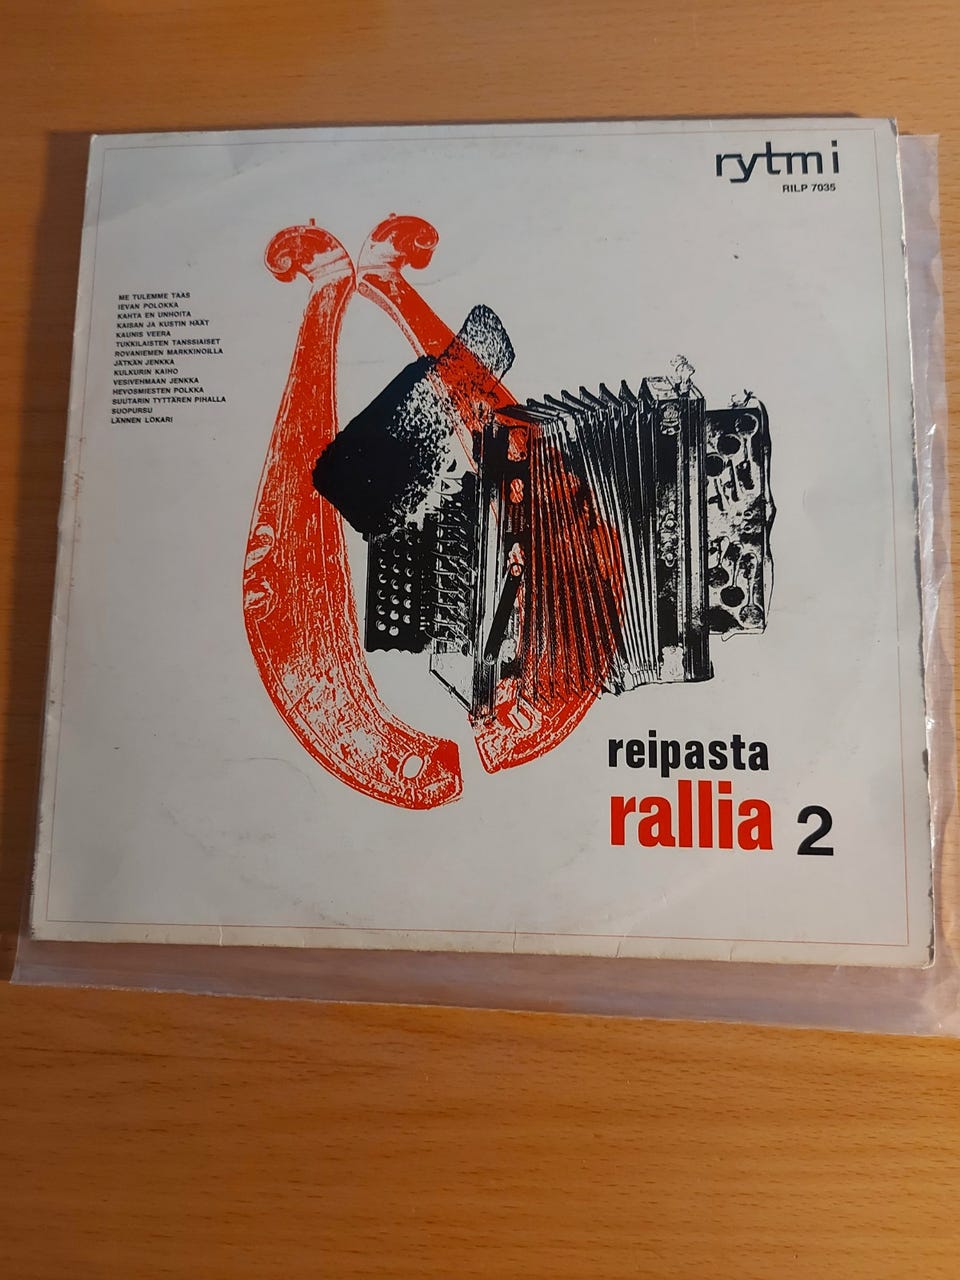 rytmi
RILP 7035
ME TULEMME TAAS
IEVAN POLOKKA
KAHTA EN UNHOITA
KAISAN JA KUSTIN HÄÄT
KAUNIS VEERA
TUKKILAISTEN TANSSIAISET
ROVANIEMEN MARKKINOILLA
JÄTKÄN JENKKA
KULKURIN KAIHO
VESIVEHMAAN JENKKA
HEVOSMIESTEN POLKKA
SUUTARIN TYTTÄREN PIHALLA
SUOPURSU
LÄNNEN LOKARI
reipasta
rallia 2